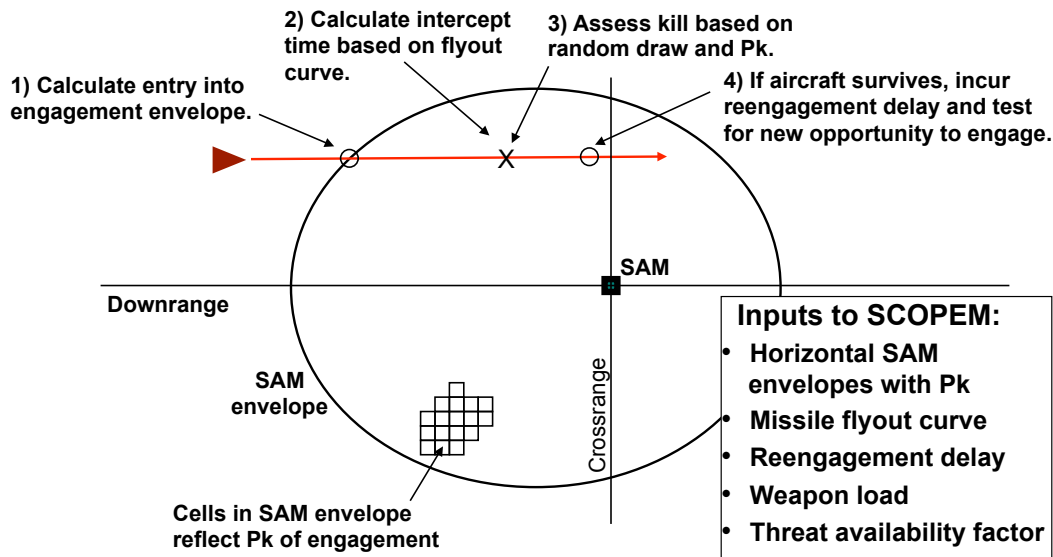 2) Calculate intercept
time based on flyout
curve.
3) Assess kill based on
random draw and Pk.
1) Calculate entry into
engagement envelope.
4) If aircraft survives, incur
reengagement delay and test
for new opportunity to engage.
X
SAM
Downrange
Crossrange
SAM
envelope
Cells in SAM envelope
reflect Pk of engagement
Inputs to SCOPEM:
• Horizontal SAM
envelopes with Pk
• Missile flyout curve
• Reengagement delay
• Weapon load
• Threat availability factor